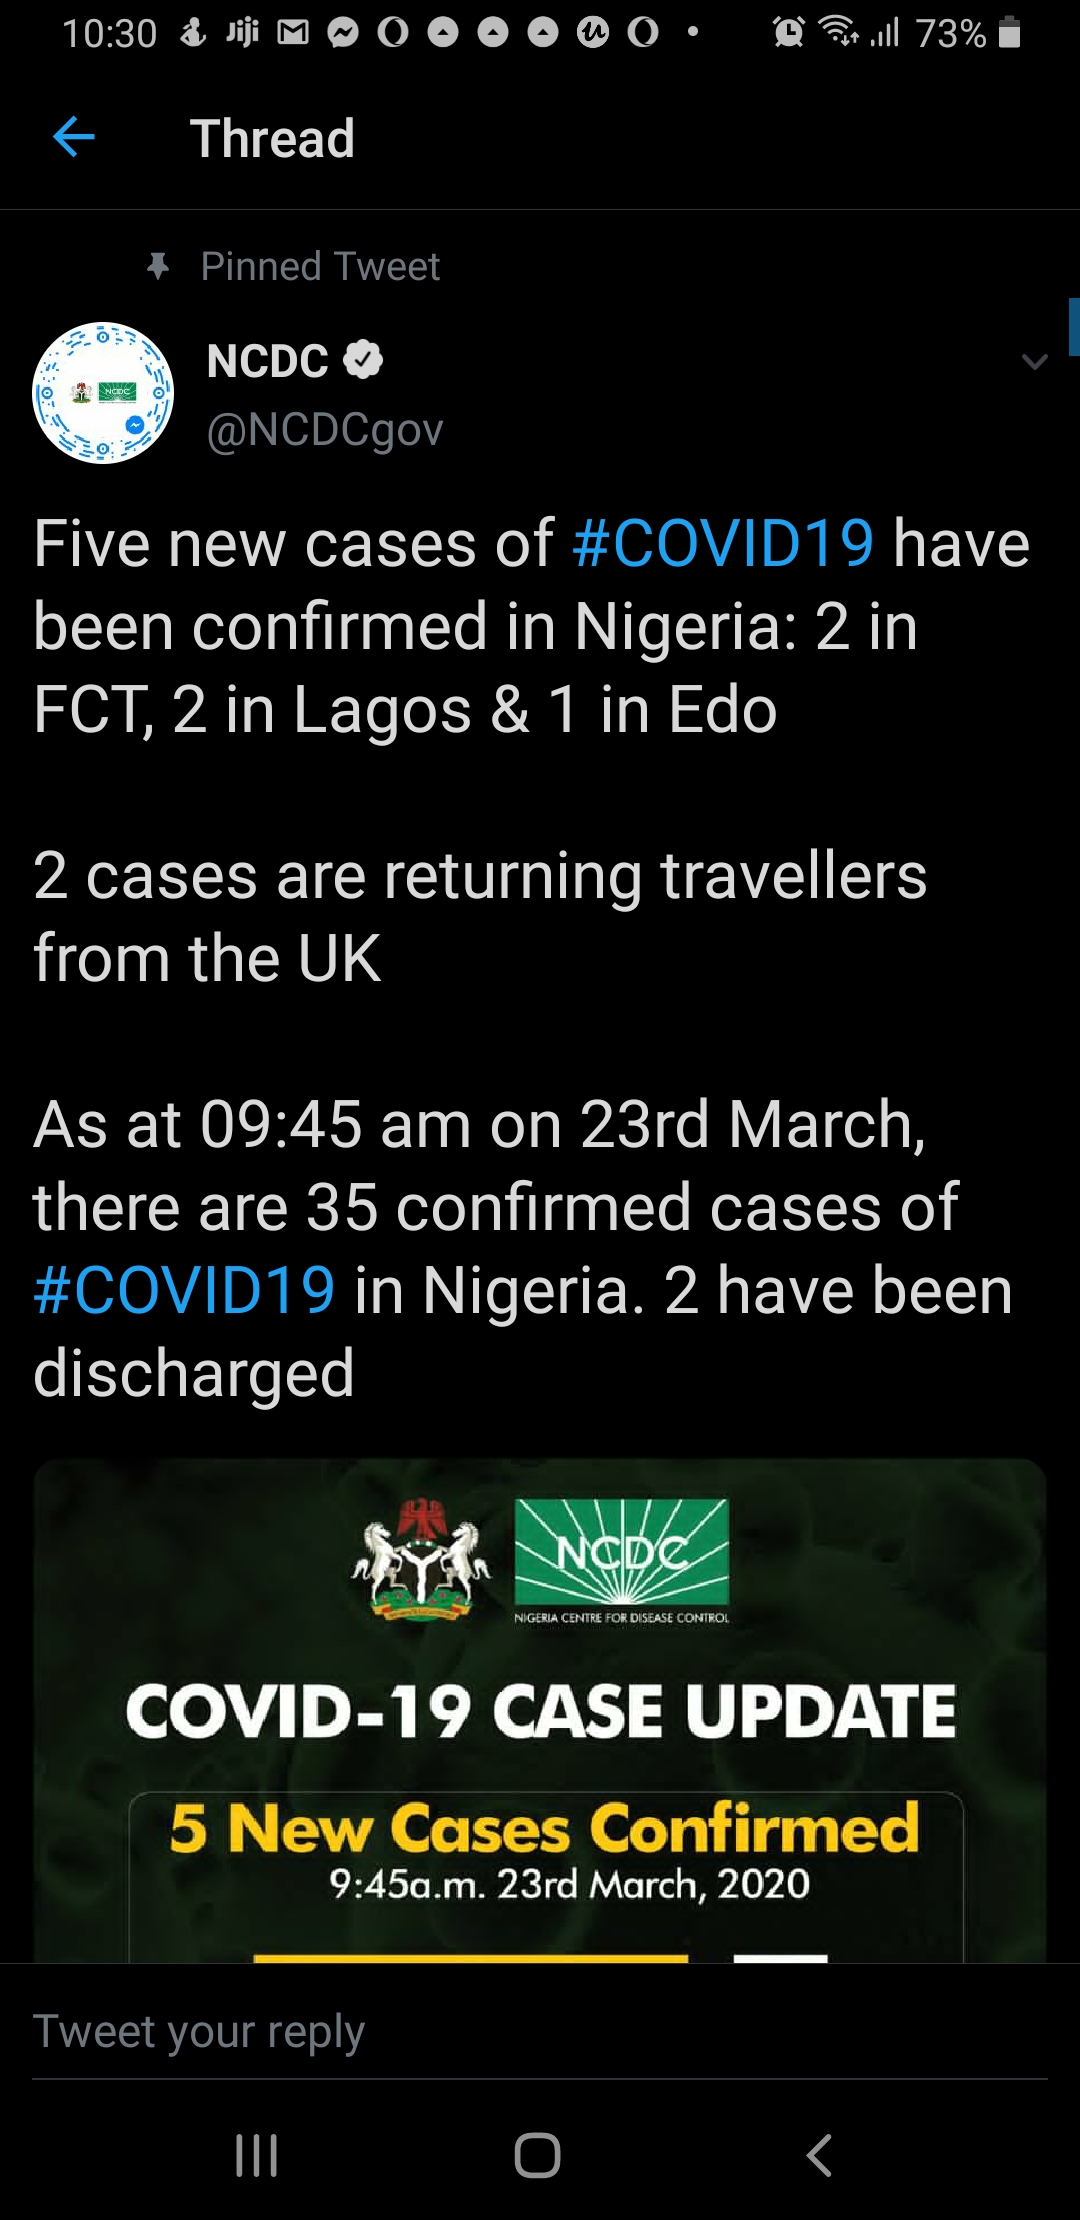 10:30 Jiji 73%
Thread
Pinned Tweet
NCDC
@NCDCgov
Five new cases of #COVID19 have
been confirmed in Nigeria: 2 in
FCT, 2 in Lagos & 1 in Edo
2 cases are returning travellers
from the UK
As at 09:45 am on 23rd March,
there are 35 confirmed cases of
#COVID19 in Nigeria. 2 have been
discharged
NCDC
NIGERIA CENTRE FOR DISEASE CONTROL
COVID-19 CASE UPDATE
5 New Cases Confirmed
9:45a.m. 23rd March, 2020
Tweet your reply